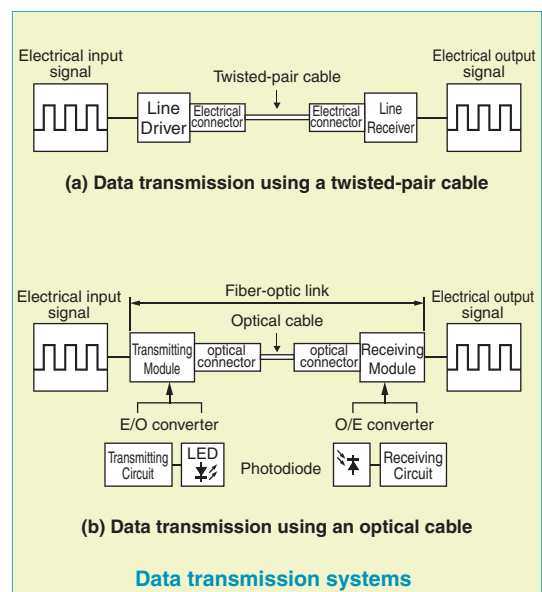 Electrical input
signal
Electrical output
signal
Twisted-pair cable
Line
Driver
Electrical
connector
Electrical
connector
Line
Receiver
(a) Data transmission using a twisted-pair cable
Fiber-optic link
Electrical input
signal
Electrical output
signal
Optical cable
Transmitting
Module
optical
connector
optical
connector
Receiving
Module
E/O converter
O/E converter
Transmitting
Circuit
LED
Photodiode
Receiving
Circuit
(b) Data transmission using an optical cable
Data transmission systems